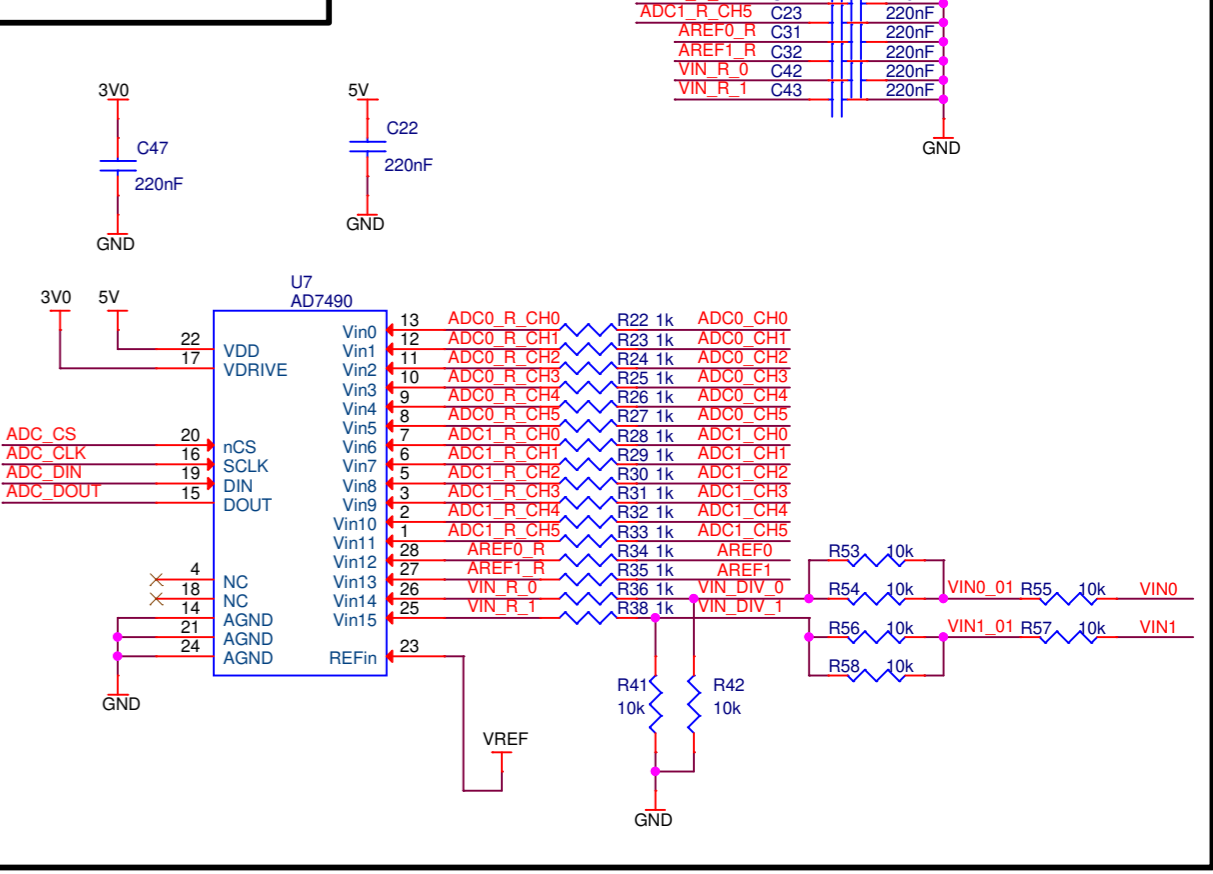 ADC1_R_CH5 C23 220nF
AREF0_R C31 220nF
AREF1_R C32 220nF
VIN_R_0 C42 220nF
VIN_R_1 C43 220nF
GND
3V0
C47
220nF
GND
5V
C22
220nF
GND
U7
AD7490
3V0 5V
22 VDD
17 VDRIVE
ADC_CS 20 nCS
ADC_CLK 16 SCLK
ADC_DIN 19 DIN
ADC_DOUT 15 DOUT
4 NC
18 NC
14 AGND
21 AGND
24 AGND
GND
Vin0 13 ADC0_R_CH0 R22 1k ADC0_CH0
Vin1 12 ADC0_R_CH1 R23 1k ADC0_CH1
Vin2 11 ADC0_R_CH2 R24 1k ADC0_CH2
Vin3 10 ADC0_R_CH3 R25 1k ADC0_CH3
Vin4 9 ADC0_R_CH4 R26 1k ADC0_CH4
Vin5 8 ADC0_R_CH5 R27 1k ADC0_CH5
Vin6 7 ADC1_R_CH0 R28 1k ADC1_CH0
Vin7 6 ADC1_R_CH1 R29 1k ADC1_CH1
Vin8 5 ADC1_R_CH2 R30 1k ADC1_CH2
Vin9 3 ADC1_R_CH3 R31 1k ADC1_CH3
Vin10 2 ADC1_R_CH4 R32 1k ADC1_CH4
Vin11 1 ADC1_R_CH5 R33 1k ADC1_CH5
Vin12 28 AREF0_R R34 1k AREF0
Vin13 27 AREF1_R R35 1k AREF1
Vin14 26 VIN_R_0 R36 1k VIN_DIV_0
Vin15 25 VIN_R_1 R38 1k VIN_DIV_1
REFin 23
VREF
R53 10k
R54 10k VIN0_01 R55 10k VIN0
R56 10k VIN1_01 R57 10k VIN1
R58 10k
R41 R42
10k 10k
GND